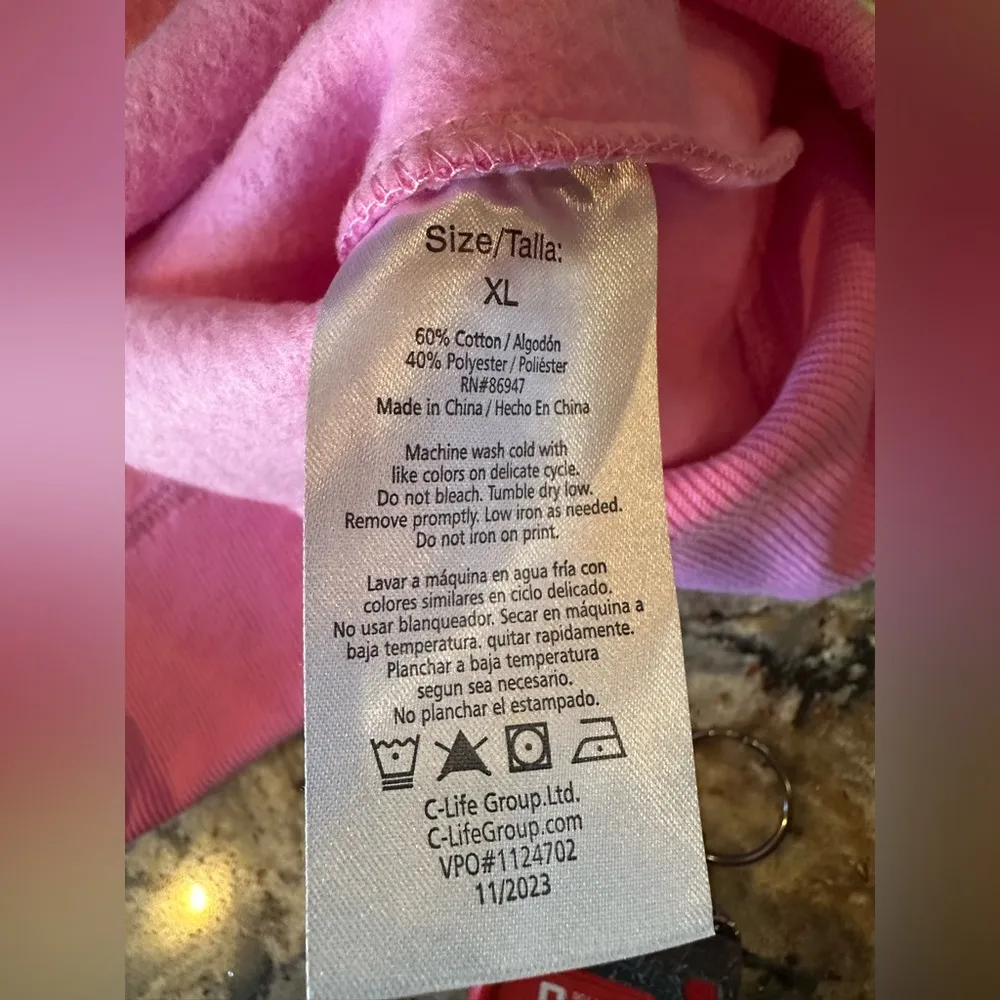 Size/Talla:
XL
60% Cotton / Algodón
40% Polyester / Poliéster
RN#86947
Made in China / Hecho En China
Machine wash cold with
like colors on delicate cycle.
Do not bleach. Tumble dry low.
Remove promptly. Low iron as needed.
Do not iron on print.
Lavar a máquina en agua fría con
colores similares en ciclo delicado.
No usar blanqueador. Secar en máquina a
baja temperatura. quitar rapidamente.
Planchar a baja temperatura
segun sea necesario.
No planchar el estampado.
C-Life Group.Ltd.
C-LifeGroup.com
VPO#1124702
11/2023